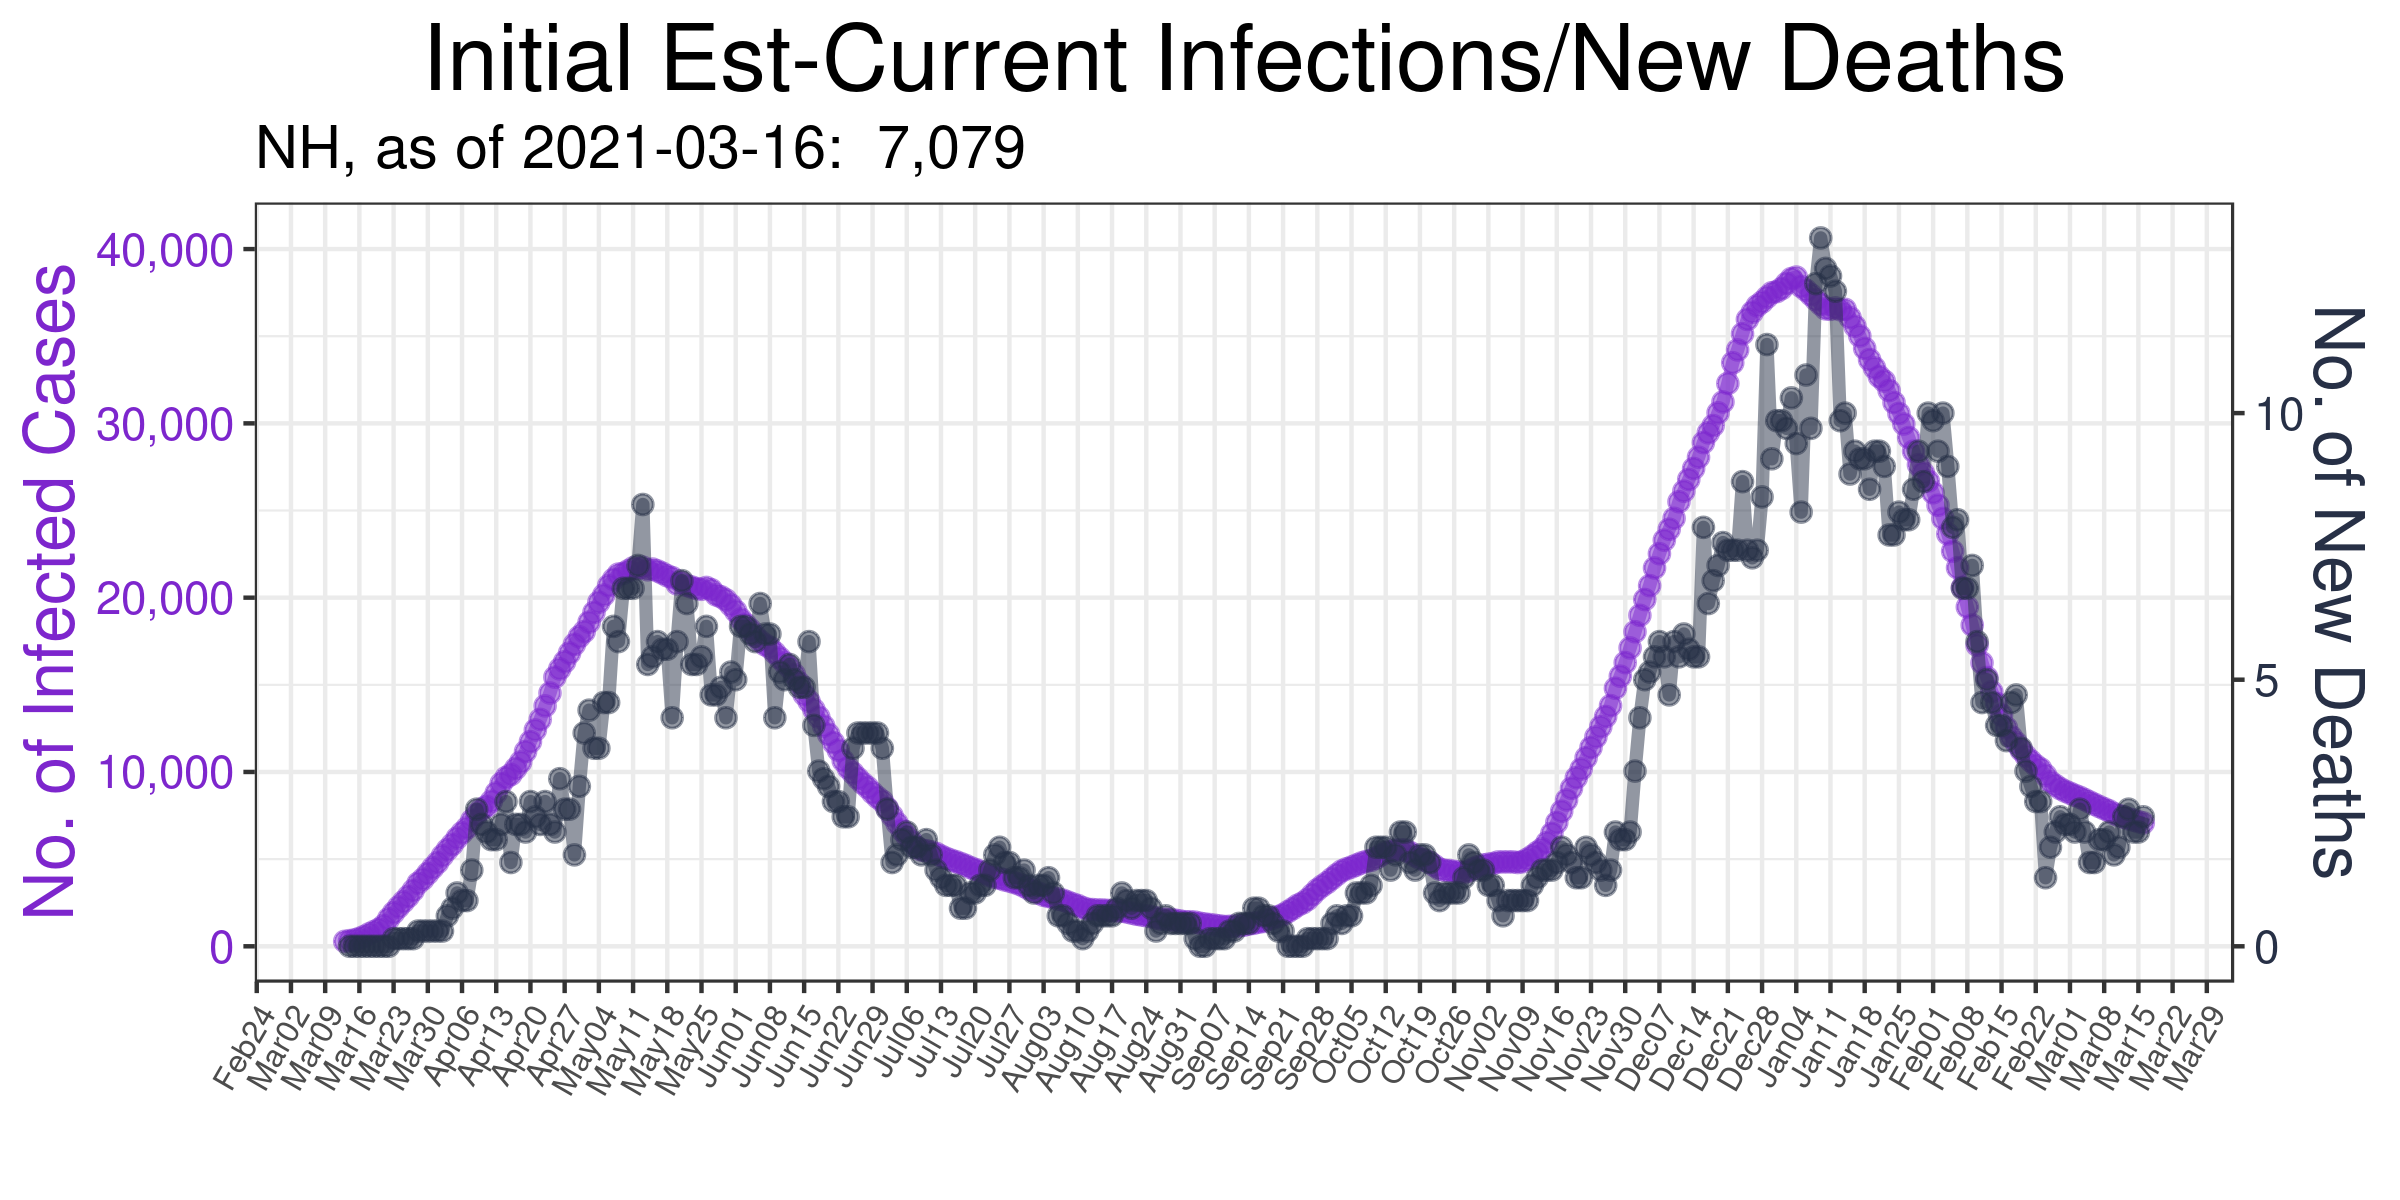 Initial Est-Current Infections/New Deaths
NH, as of 2021-03-16:  7,079
No. of Infected Cases
40,000
30,000
20,000
10,000
0
10
5
0
No. of New Deaths
Feb24
Mar02
Mar09
Mar16
Mar23
Mar30
Apr06
Apr13
Apr20
Apr27
May04
May11
May18
May25
Jun01
Jun08
Jun15
Jun22
Jun29
Jul06
Jul13
Jul20
Jul27
Aug03
Aug10
Aug17
Aug24
Aug31
Sep07
Sep14
Sep21
Sep28
Oct05
Oct12
Oct19
Oct26
Nov02
Nov09
Nov16
Nov23
Nov30
Dec07
Dec14
Dec21
Dec28
Jan04
Jan11
Jan18
Jan25
Feb01
Feb08
Feb15
Feb22
Mar01
Mar08
Mar15
Mar22
Mar29